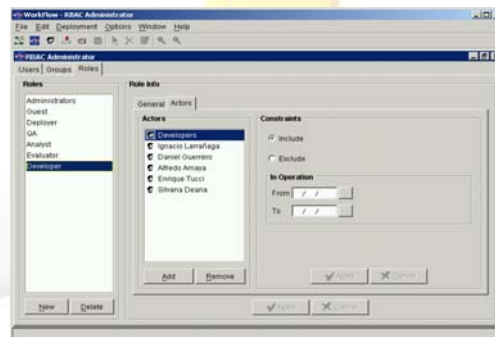 WorkFlow - RBAC Administrator
File Edit Deployment Options Window Help
RBAC Administrator
Users Groups Roles
Roles
Administrators
Guest
Deployer
QA
Analyst
Evaluator
Developer
New Delete
Role Info
General Actors
Actors
Developers
Ignacio Larrañaga
Daniel Guerrero
Alfredo Amaya
Enrique Tucci
Silvana Deana
Add Remove
Constraints
Include
Exclude
In Operation
From / /
To / /
Apply Cancel
Apply Cancel